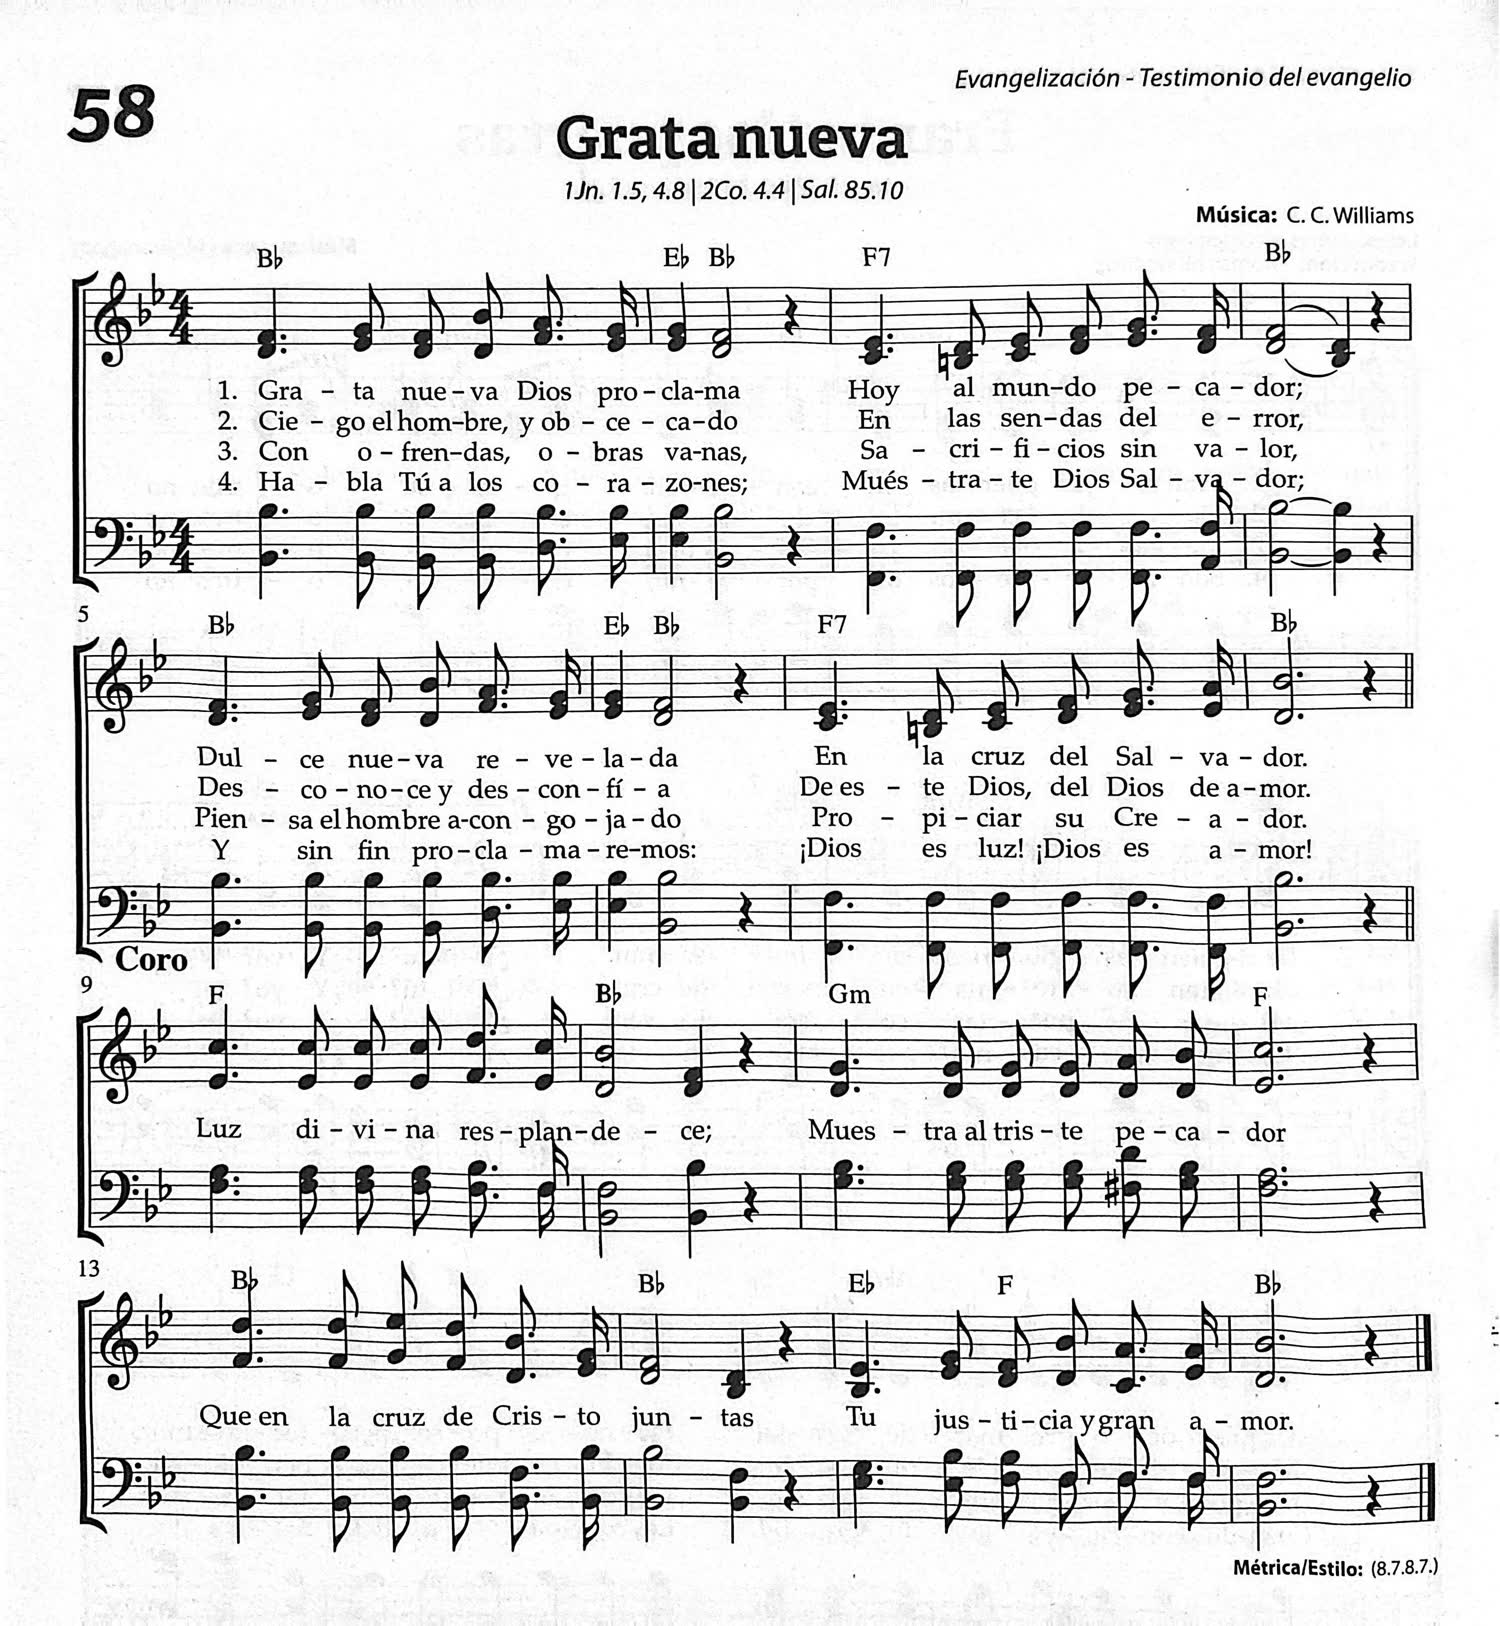 58
Evangelización - Testimonio del evangelio
Grata nueva
1Jn. 1.5, 4.8 | 2Co. 4.4 | Sal. 85.10
Música: C. C. Williams
B♭ E♭ B♭ F7 B♭
1. Gra – ta nue – va Dios pro – cla-ma Hoy al mun–do pe – ca – dor;
2. Cie – go el hom–bre, y ob – ce – ca–do En las sen–das del e – rror,
3. Con o – fren–das, o – bras va-nas, Sa – cri – fi – cios sin va – lor,
4. Ha – bla Tú a los co – ra – zo-nes; Mués – tra – te Dios Sal – va – dor;
5
B♭ E♭ B♭ F7 B♭
Dul – ce nue – va re – ve – la – da En la cruz del Sal – va – dor.
Des – co – no – ce y des – con – fí – a De es – te Dios, del Dios de a – mor.
Pien – sa el hombre a-con – go – ja – do Pro – pi – ciar su Cre – a – dor.
Y sin fin pro – cla – ma – re–mos: ¡Dios es luz! ¡Dios es a – mor!
Coro
9
F B♭ Gm F
Luz di – vi – na res – plan – de – ce; Mues – tra al tris – te pe – ca – dor
13
B♭ B♭ E♭ F B♭
Que en la cruz de Cris – to jun – tas Tu jus – ti – cia y gran a – mor.
Métrica/Estilo: (8.7.8.7.)